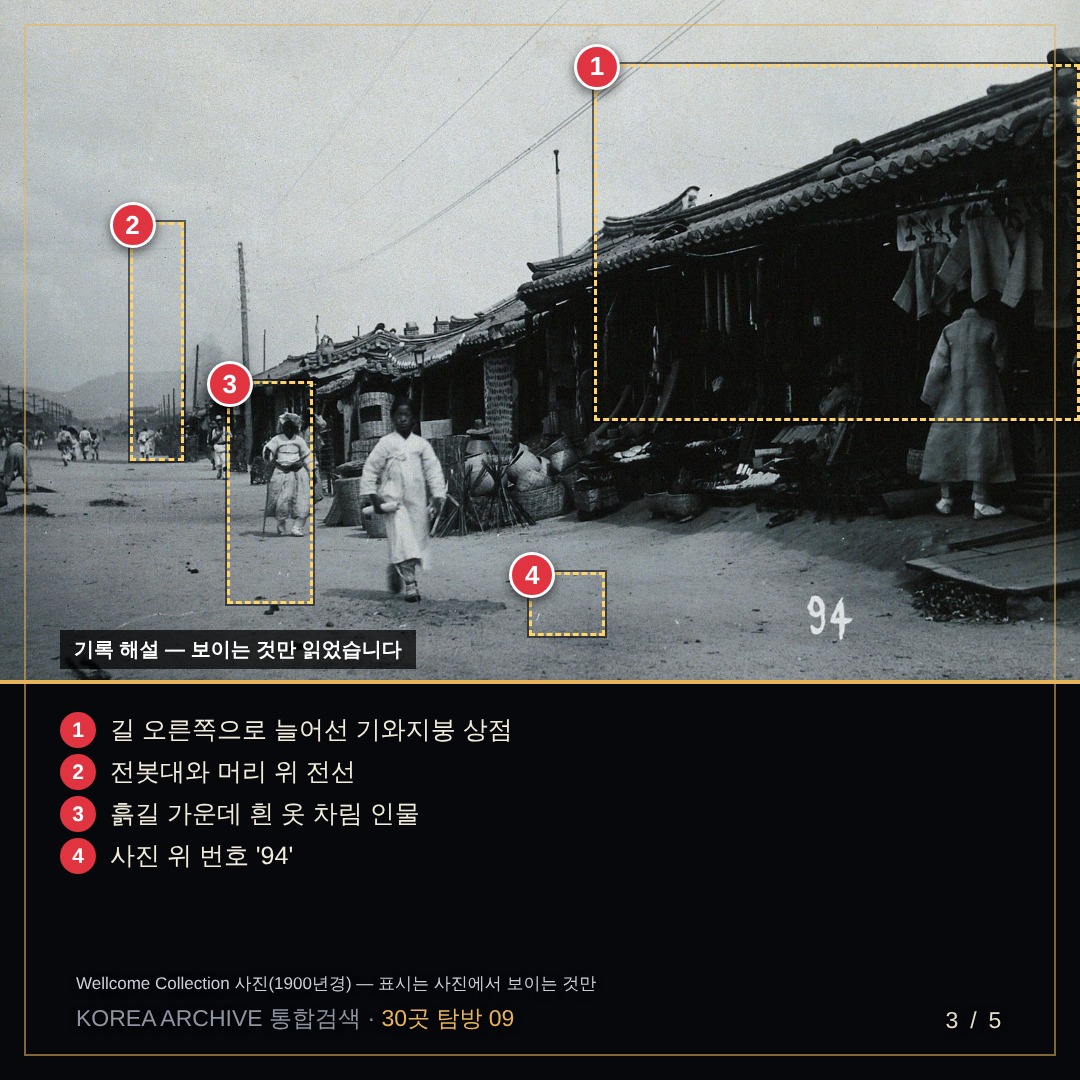 1
2
3
4
94
기록 해설 — 보이는 것만 읽었습니다
1 길 오른쪽으로 늘어선 기와지붕 상점
2 전봇대와 머리 위 전선
3 흙길 가운데 흰 옷 차림 인물
4 사진 위 번호 '94'
Wellcome Collection 사진(1900년경) — 표시는 사진에서 보이는 것만
KOREA ARCHIVE 통합검색 · 30곳 탐방 09
3 / 5